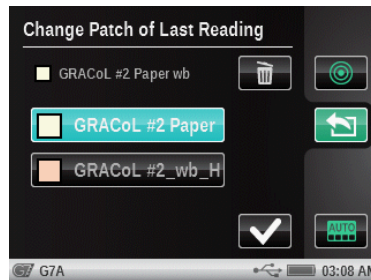 Change Patch of Last Reading
GRACoL #2 Paper wb
GRACoL #2 Paper
GRACoL #2_wb_H
AUTO
G7 G7A
03:08 AM